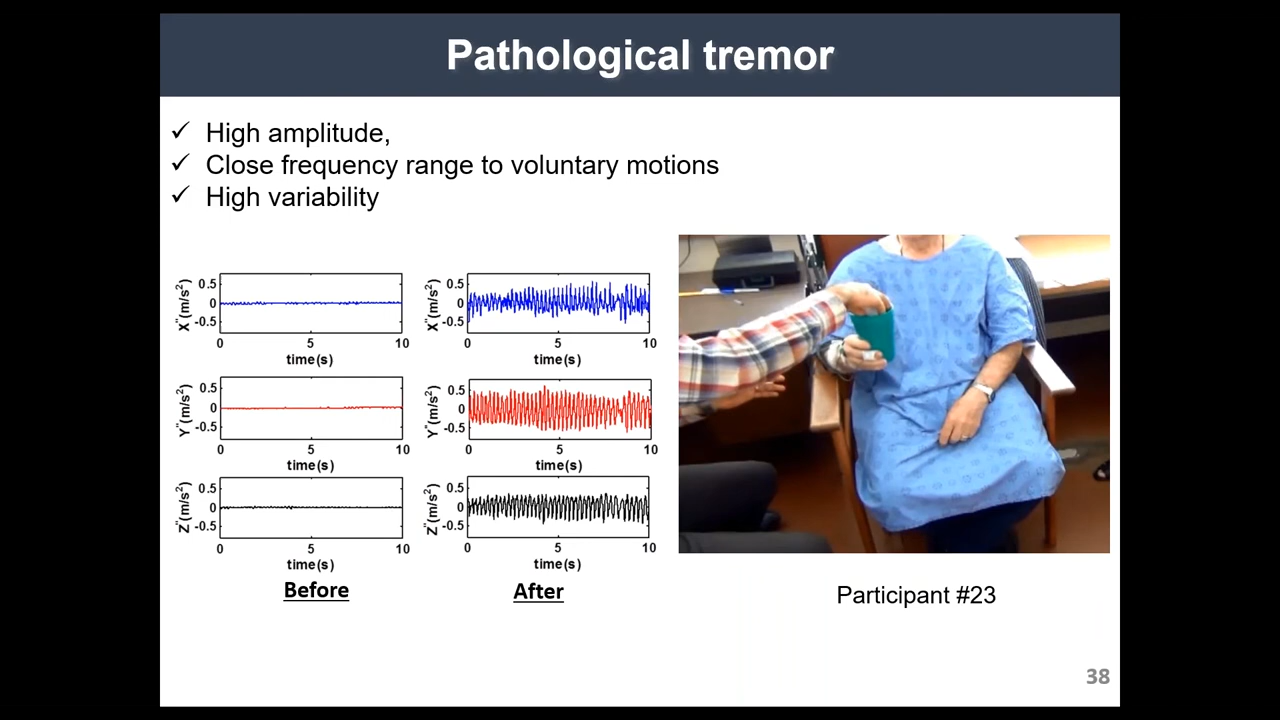 Pathological tremor
✓ High amplitude,
✓ Close frequency range to voluntary motions
✓ High variability
X"(m/s²)
0.5
0
-0.5
0 5 10
time(s)
Y"(m/s²)
0.5
0
-0.5
0 5 10
time(s)
Z"(m/s²)
0.5
0
-0.5
0 5 10
time(s)
Before
X"(m/s²)
0.5
0
-0.5
0 5 10
time(s)
Y"(m/s²)
0.5
0
-0.5
0 5 10
time(s)
Z"(m/s²)
0.5
0
-0.5
0 5 10
time(s)
After
Participant #23
38